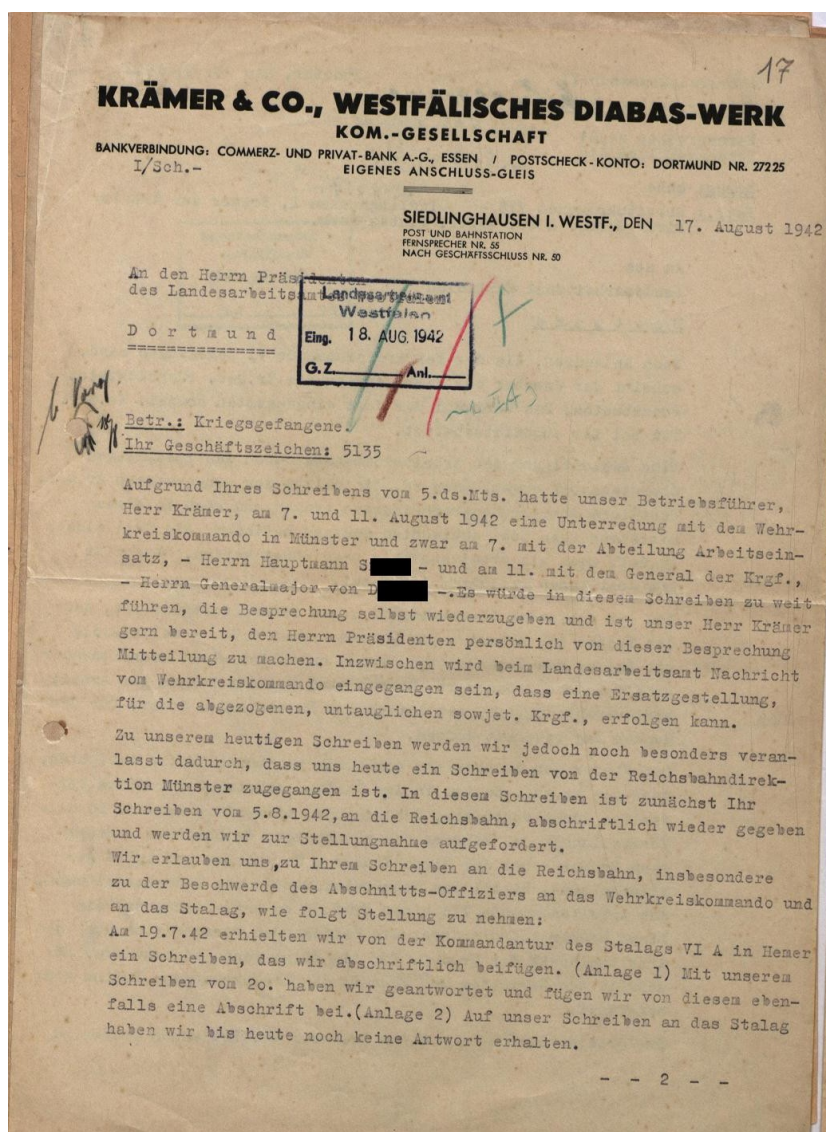 17
KRÄMER & CO., WESTFÄLISCHES DIABAS-WERK
KOM.-GESELLSCHAFT
BANKVERBINDUNG: COMMERZ- UND PRIVAT-BANK A.-G., ESSEN / POSTSCHECK-KONTO: DORTMUND NR. 27225
I/Sch.-
EIGENES ANSCHLUSS-GLEIS
SIEDLINGHAUSEN I. WESTF., DEN 17. August 1942
POST UND BAHNSTATION
FERNSPRECHER NR. 55
NACH GESCHÄFTSSCHLUSS NR. 50
An den Herrn Präsidenten
des Landesarbeitsamtes
Landesarbeitsamt
Westfalen
Dortmund
Eing. 18. AUG. 1942
G.Z. Anl.
Betr.: Kriegsgefangene.
Ihr Geschäftszeichen: 5135
Aufgrund Ihres Schreibens vom 5.ds.Mts. hatte unser Betriebsführer,
Herr Krämer, am 7. und 11. August 1942 eine Unterredung mit dem Wehr-
kreiskommando in Münster und zwar am 7. mit der Abteilung Arbeitsein-
satz, - Herrn Hauptmann S - und am 11. mit dem General der Krgf.,
- Herrn Generalmajor von D -.Es würde in diesem Schreiben zu weit
führen, die Besprechung selbst wiederzugeben und ist unser Herr Krämer
gern bereit, den Herrn Präsidenten persönlich von dieser Besprechung
Mitteilung zu machen. Inzwischen wird beim Landesarbeitsamt Nachricht
vom Wehrkreiskommando eingegangen sein, dass eine Ersatzgestellung,
für die abgezogenen, untauglichen sowjet. Krgf., erfolgen kann.
Zu unserem heutigen Schreiben werden wir jedoch noch besonders veran-
lasst dadurch, dass uns heute ein Schreiben von der Reichsbahndirek-
tion Münster zugegangen ist. In diesem Schreiben ist zunächst Ihr
Schreiben vom 5.8.1942,an die Reichsbahn, abschriftlich wieder gegeben
und werden wir zur Stellungnahme aufgefordert.
Wir erlauben uns,zu Ihrem Schreiben an die Reichsbahn, insbesondere
zu der Beschwerde des Abschnitts-Offiziers an das Wehrkreiskommando und
an das Stalag, wie folgt Stellung zu nehmen:
Am 19.7.42 erhielten wir von der Kommandantur des Stalags VI A in Hemer
ein Schreiben, das wir abschriftlich beifügen. (Anlage 1) Mit unserem
Schreiben vom 2o. haben wir geantwortet und fügen wir von diesem eben-
falls eine Abschrift bei.(Anlage 2) Auf unser Schreiben an das Stalag
haben wir bis heute noch keine Antwort erhalten.
- - 2 - -